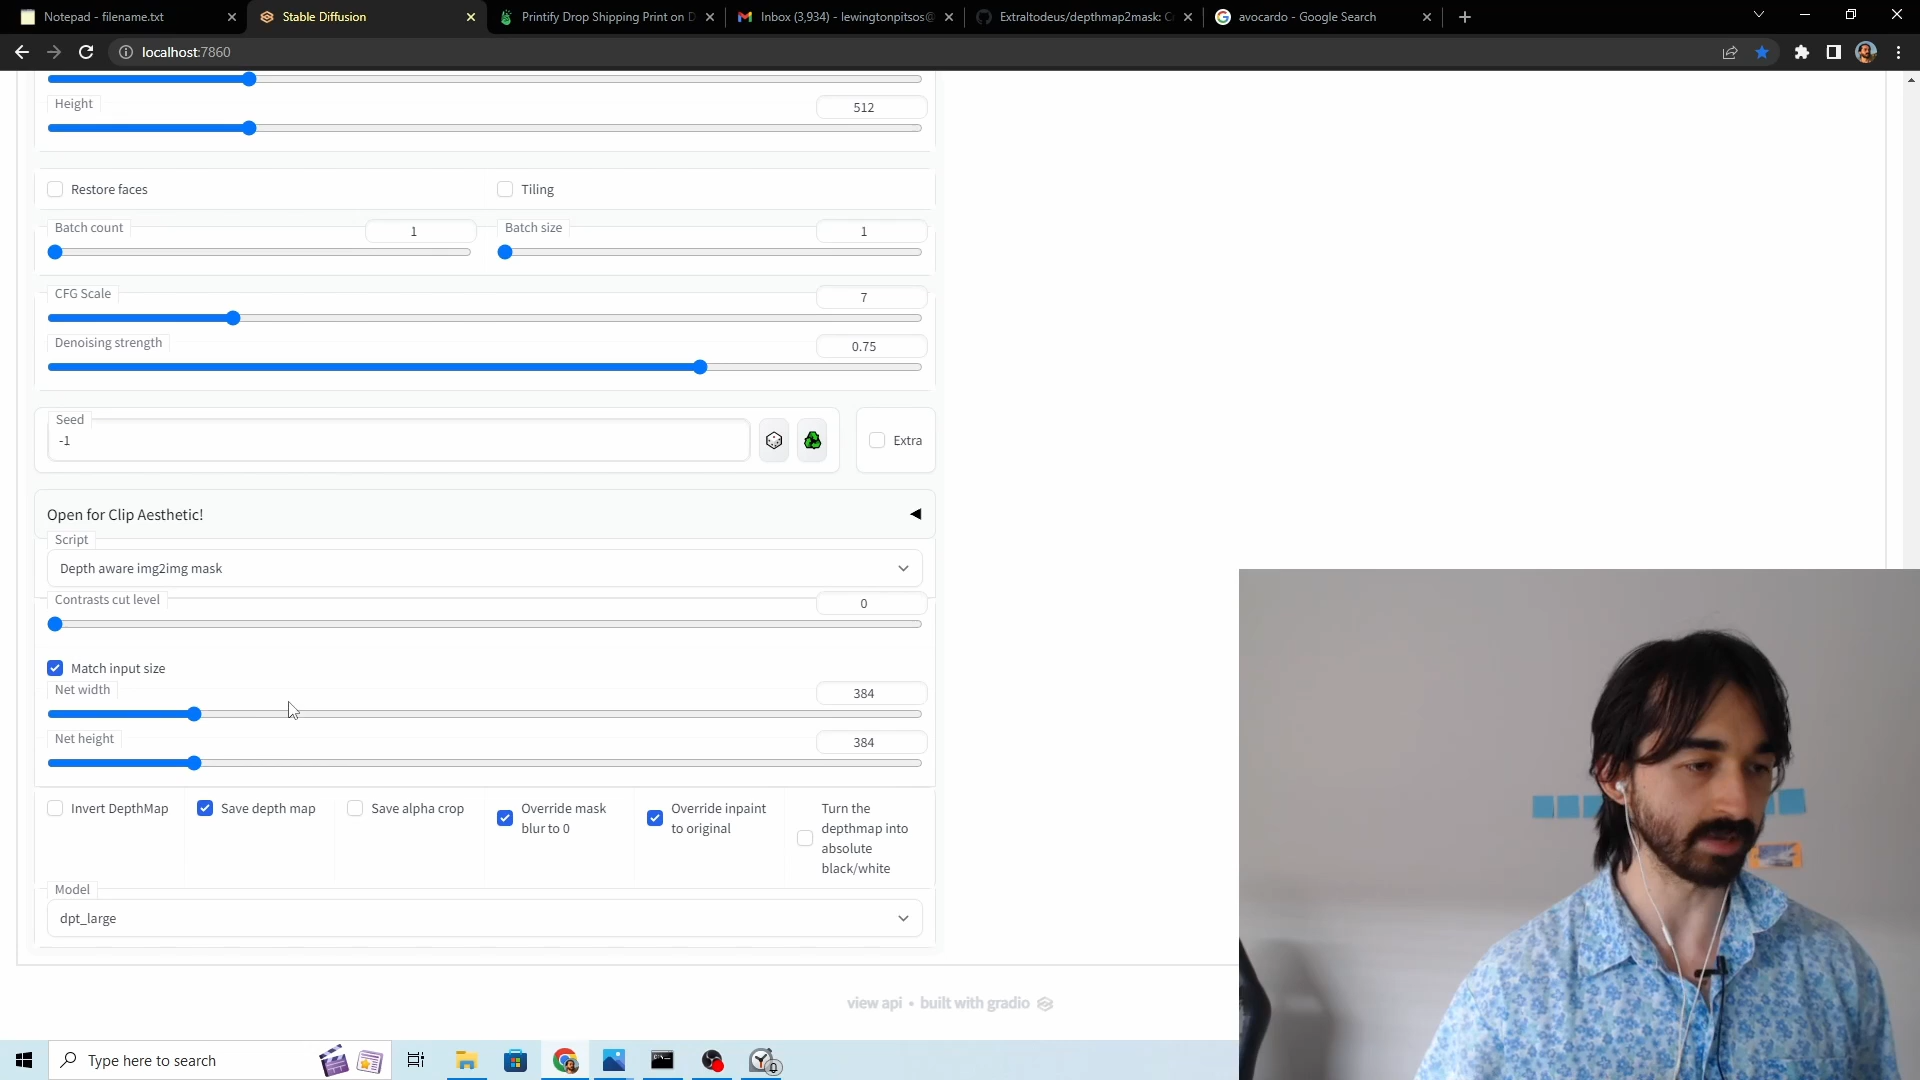 Notepad - filename.txt
Stable Diffusion
Printify Drop Shipping Print on D
Inbox (3,934) - lewingtonpitsos@
Extraltodeus/depthmap2mask: C
avocardo - Google Search
localhost:7860
Height
512
Restore faces
Tiling
Batch count
1
Batch size
1
CFG Scale
7
Denoising strength
0.75
Seed
-1
Extra
Open for Clip Aesthetic!
Script
Depth aware img2img mask
Contrasts cut level
0
Match input size
Net width
384
Net height
384
Invert DepthMap
Save depth map
Save alpha crop
Override mask
blur to 0
Override inpaint
to original
Turn the
depthmap into
absolute
black/white
Model
dpt_large
view api • built with gradio
Type here to search